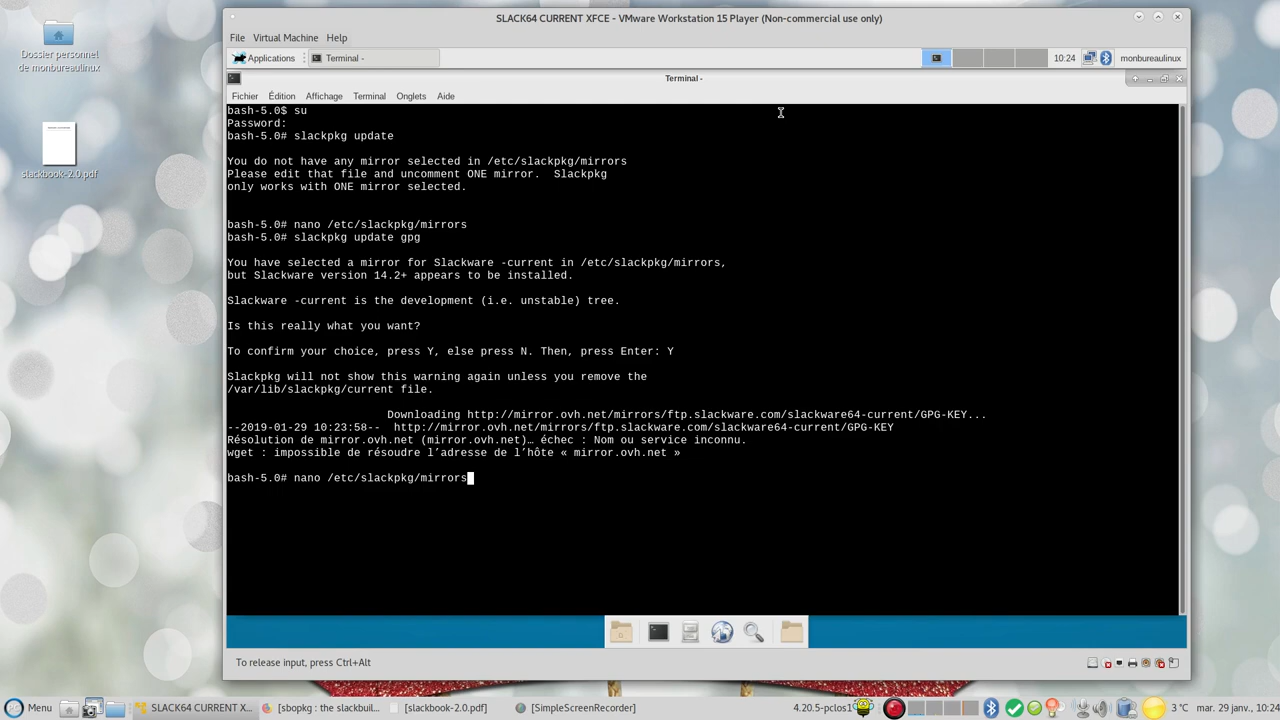 SLACK64 CURRENT XFCE - VMware Workstation 15 Player (Non-commercial use only)
File Virtual Machine Help
Applications Terminal - 10:24 monbureaulinux
Terminal -
Fichier Édition Affichage Terminal Onglets Aide
Dossier personnel
de monbureaulinux
slackbook-2.0.pdf
bash-5.0$ su
Password:
bash-5.0# slackpkg update
You do not have any mirror selected in /etc/slackpkg/mirrors
Please edit that file and uncomment ONE mirror.  Slackpkg
only works with ONE mirror selected.
bash-5.0# nano /etc/slackpkg/mirrors
bash-5.0# slackpkg update gpg
You have selected a mirror for Slackware -current in /etc/slackpkg/mirrors,
but Slackware version 14.2+ appears to be installed.
Slackware -current is the development (i.e. unstable) tree.
Is this really what you want?
To confirm your choice, press Y, else press N. Then, press Enter: Y
Slackpkg will not show this warning again unless you remove the
/var/lib/slackpkg/current file.
Downloading http://mirror.ovh.net/mirrors/ftp.slackware.com/slackware64-current/GPG-KEY...
--2019-01-29 10:23:58--  http://mirror.ovh.net/mirrors/ftp.slackware.com/slackware64-current/GPG-KEY
Résolution de mirror.ovh.net (mirror.ovh.net)… échec : Nom ou service inconnu.
wget : impossible de résoudre l’adresse de l’hôte « mirror.ovh.net »
bash-5.0# nano /etc/slackpkg/mirrors
To release input, press Ctrl+Alt
Menu SLACK64 CURRENT X... [sbopkg : the slackbuil... [slackbook-2.0.pdf] [SimpleScreenRecorder] 4.20.5-pclos1 3 °C mar. 29 janv., 10:24